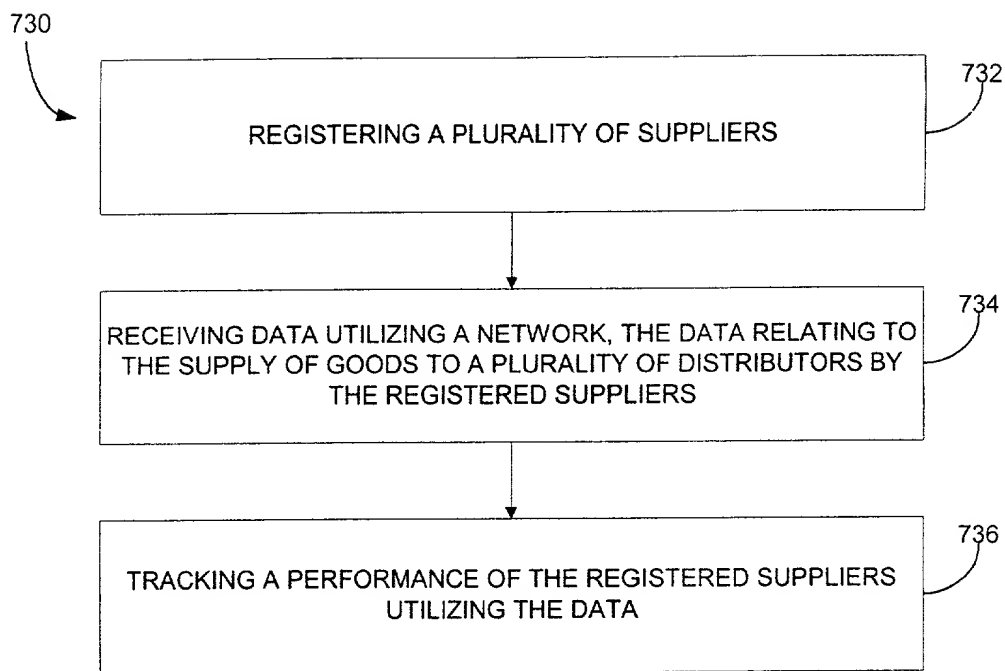 730
732
REGISTERING A PLURALITY OF SUPPLIERS
734
RECEIVING DATA UTILIZING A NETWORK, THE DATA RELATING TO
THE SUPPLY OF GOODS TO A PLURALITY OF DISTRIBUTORS BY
THE REGISTERED SUPPLIERS
736
TRACKING A PERFORMANCE OF THE REGISTERED SUPPLIERS
UTILIZING THE DATA